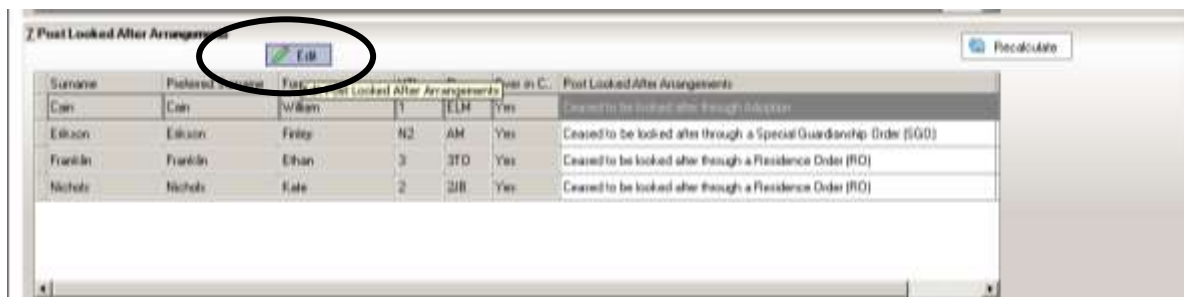 7 Post Looked After Arrangements
Edit
Recalculate
Surname Preferred Surname Post Looked After Arrangements Ever in C... Post Looked After Arrangements
Cain Cain William 1 ELM Yes Ceased to be looked after through Adoption
Erikson Erikson Finley N2 AM Yes Ceased to be looked after through a Special Guardianship Order (SGO)
Franklin Franklin Ethan 3 3TO Yes Ceased to be looked after through a Residence Order (RO)
Nichols Nichols Kate 2 2JB Yes Ceased to be looked after through a Residence Order (RO)